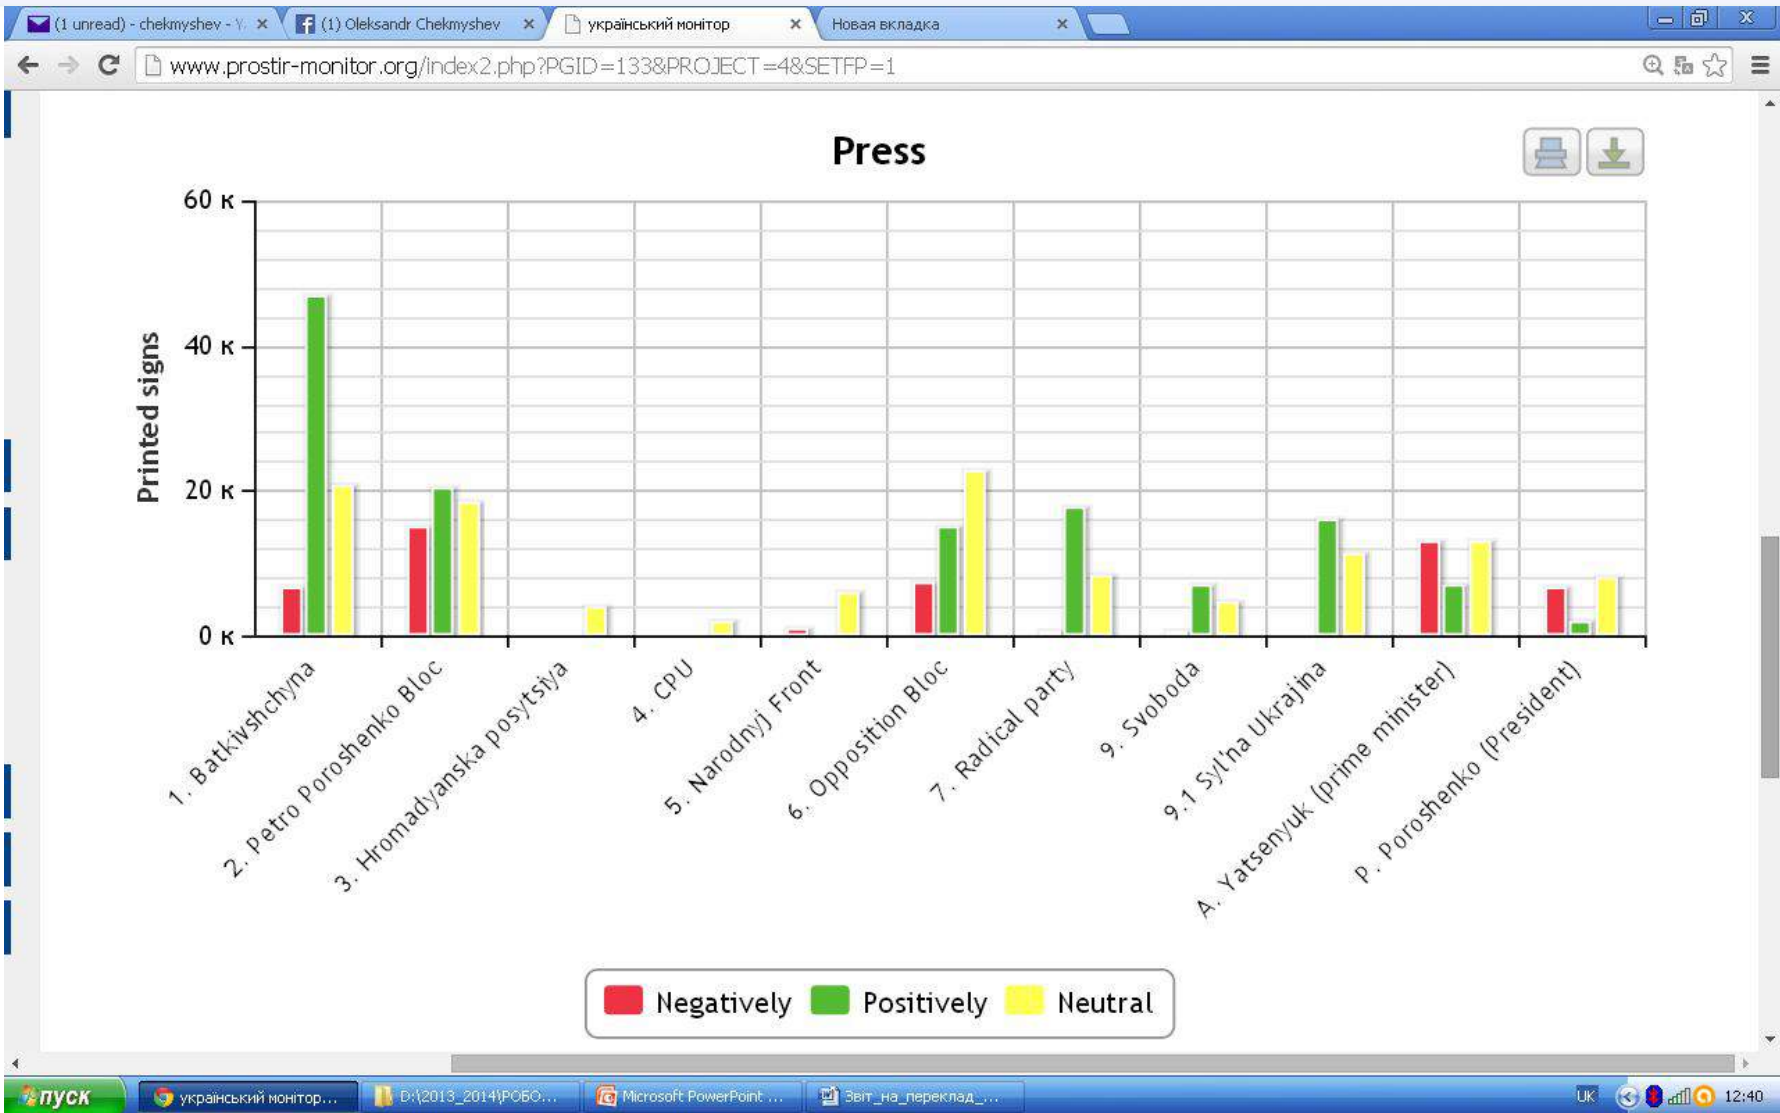 (1 unread) - chekmyshev - Y
(1) Oleksandr Chekmyshev
український монітор
Новая вкладка
www.prostir-monitor.org/index2.php?PGID=133&PROJECT=4&SETFP=1
Press
Printed signs
60 к
40 к
20 к
0 к
1. Batkivshchyna
2. Petro Poroshenko Bloc
3. Hromadyanska posytsiya
4. CPU
5. Narodnyj Front
6. Opposition Bloc
7. Radical party
9. Svoboda
9.1 Syl'na Ukrajina
A. Yatsenyuk (prime minister)
P. Poroshenko (President)
Negatively
Positively
Neutral
пуск
український монітор...
D:\2013_2014\РОБО...
Microsoft PowerPoint ...
Звіт_на_переклад_...
UK
12:40